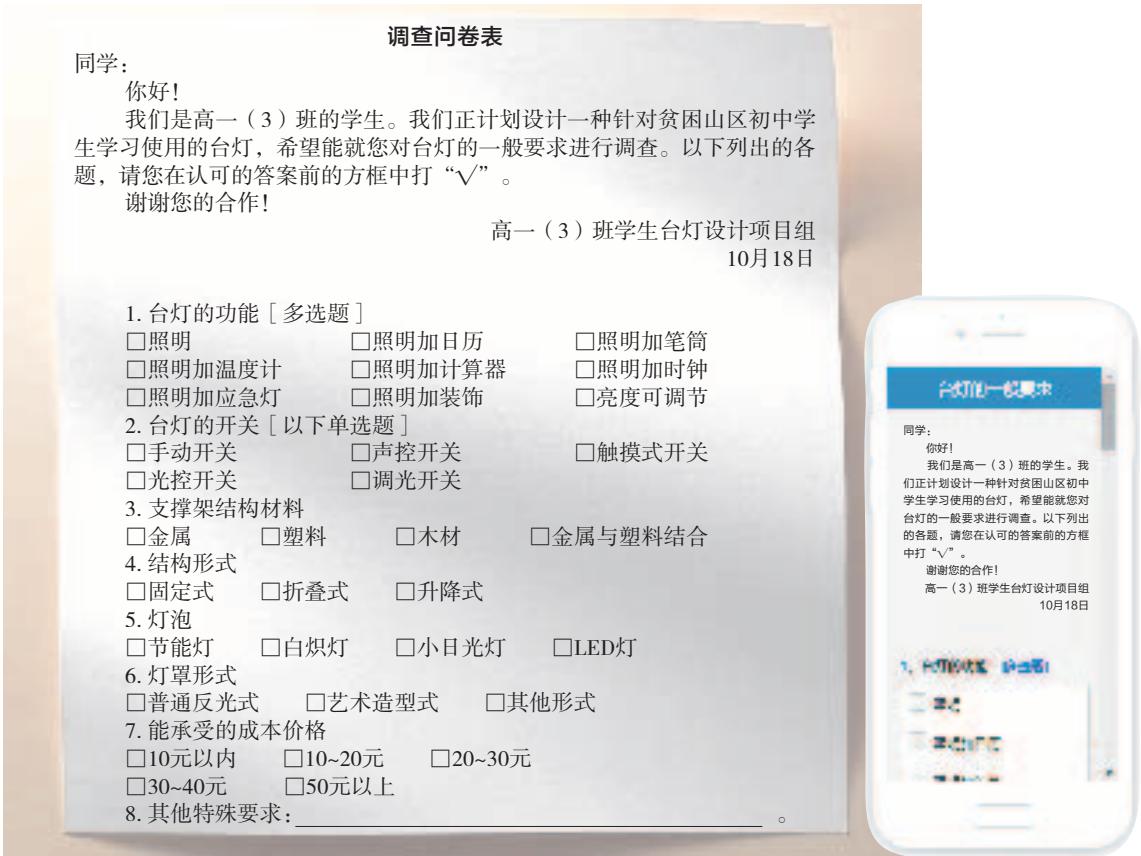 调查问卷表
同学：
你好！
我们是高一（3）班的学生。我们正计划设计一种针对贫困山区初中学
生学习使用的台灯，希望能就您对台灯的一般要求进行调查。以下列出的各
题，请您在认可的答案前的方框中打“√”。
谢谢您的合作！
高一（3）班学生台灯设计项目组
10月18日
1. 台灯的功能［多选题］
□照明 □照明加日历 □照明加笔筒
□照明加温度计 □照明加计算器 □照明加时钟
□照明加应急灯 □照明加装饰 □亮度可调节
2. 台灯的开关［以下单选题］
□手动开关 □声控开关 □触摸式开关
□光控开关 □调光开关
3. 支撑架结构材料
□金属 □塑料 □木材 □金属与塑料结合
4. 结构形式
□固定式 □折叠式 □升降式
5. 灯泡
□节能灯 □白炽灯 □小日光灯 □LED灯
6. 灯罩形式
□普通反光式 □艺术造型式 □其他形式
7. 能承受的成本价格
□10元以内 □10~20元 □20~30元
□30~40元 □50元以上
8. 其他特殊要求：。
台灯的一般要求
同学：
你好！
我们是高一（3）班的学生。我
们正计划设计一种针对贫困山区初中
学生学习使用的台灯，希望能就您对
台灯的一般要求进行调查。以下列出
的各题，请您在认可的答案前的方框
中打“√”。
谢谢您的合作！
高一（3）班学生台灯设计项目组
10月18日
1、台灯的功能